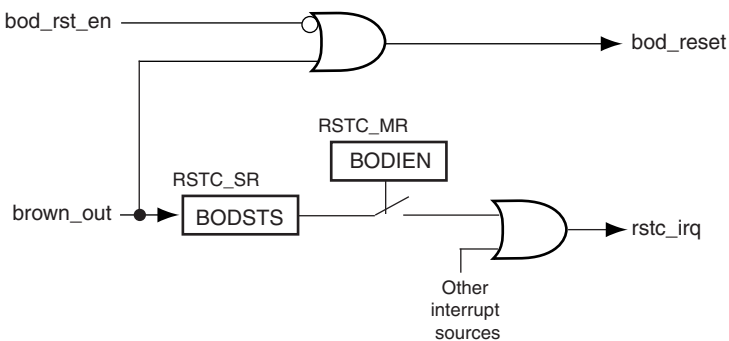 bod_rst_en
bod_reset
RSTC_MR
BODIEN
RSTC_SR
brown_out
BODSTS
rstc_irq
Other
interrupt
sources